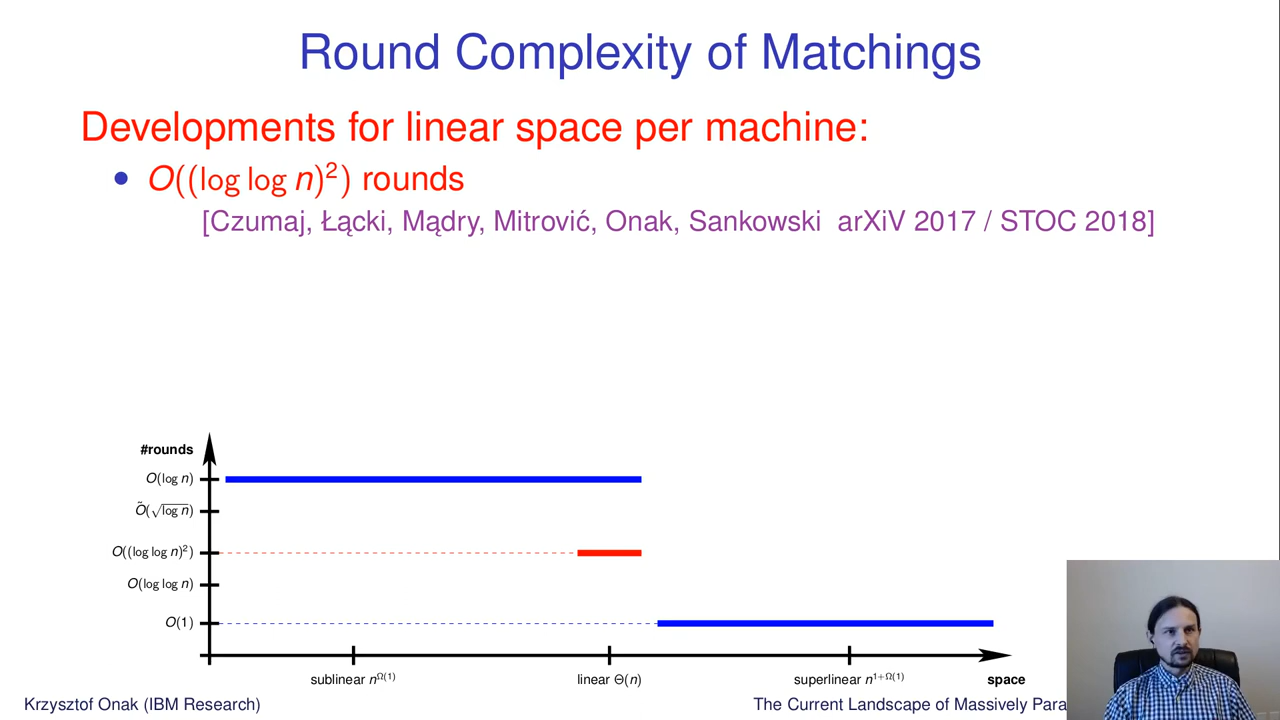 Round Complexity of Matchings
Developments for linear space per machine:
• O((log log n)²) rounds
[Czumaj, Łącki, Mądry, Mitrović, Onak, Sankowski arXiV 2017 / STOC 2018]
#rounds
O(log n)
Õ(√log n)
O((log log n)²)
O(log log n)
O(1)
sublinear n^Ω(1)
linear Θ(n)
superlinear n^1+Ω(1)
space
Krzysztof Onak (IBM Research)
The Current Landscape of Massively Para